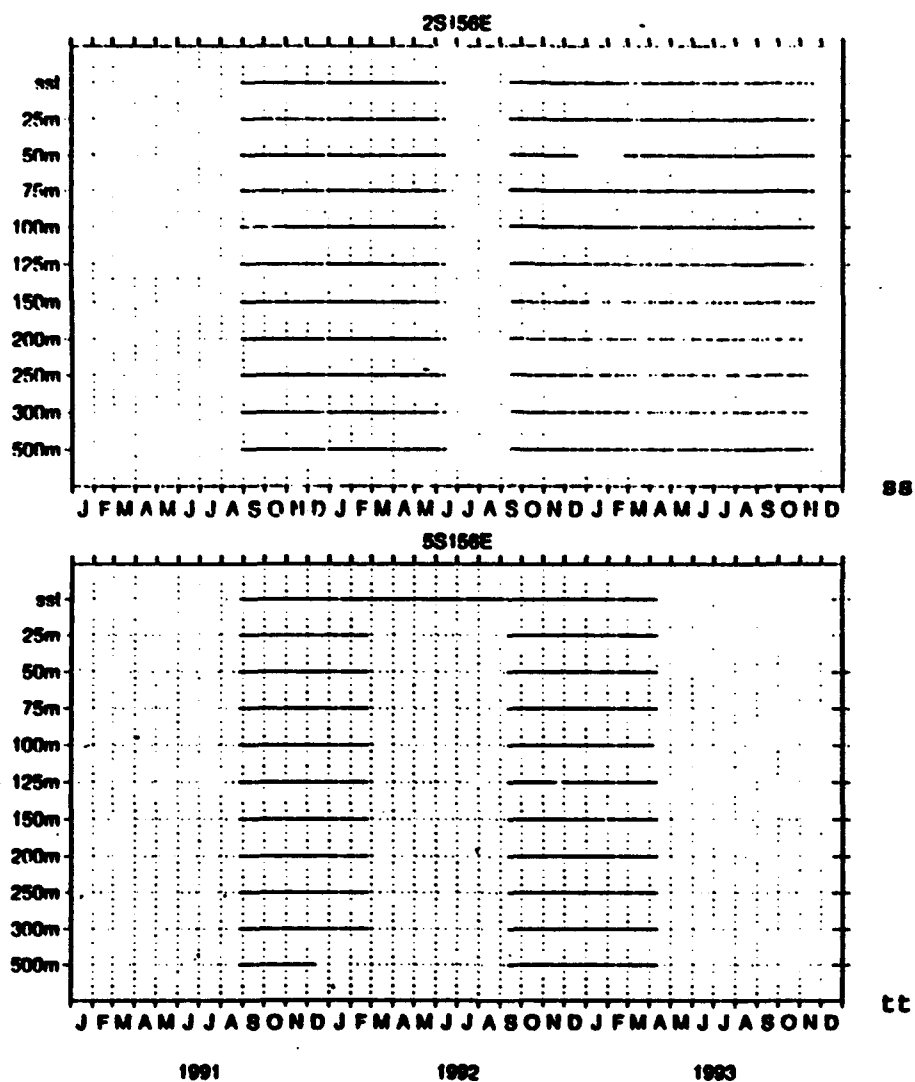 2S156E
sst
25m
50m
75m
100m
125m
150m
200m
250m
300m
500m
J F M A M J J A S O N D J F M A M J J A S O N D J F M A M J J A S O N D
ss
5S156E
sst
25m
50m
75m
100m
125m
150m
200m
250m
300m
500m
J F M A M J J A S O N D J F M A M J J A S O N D J F M A M J J A S O N D
tt
1991 1992 1993